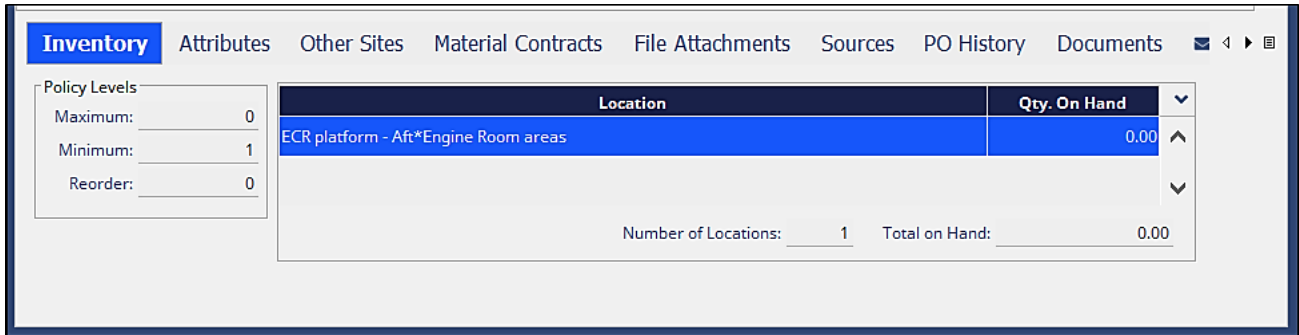 Inventory Attributes Other Sites Material Contracts File Attachments Sources PO History Documents
Policy Levels
Maximum: 0
Minimum: 1
Reorder: 0
Location Qty. On Hand
ECR platform - Aft*Engine Room areas 0.00
Number of Locations: 1 Total on Hand: 0.00